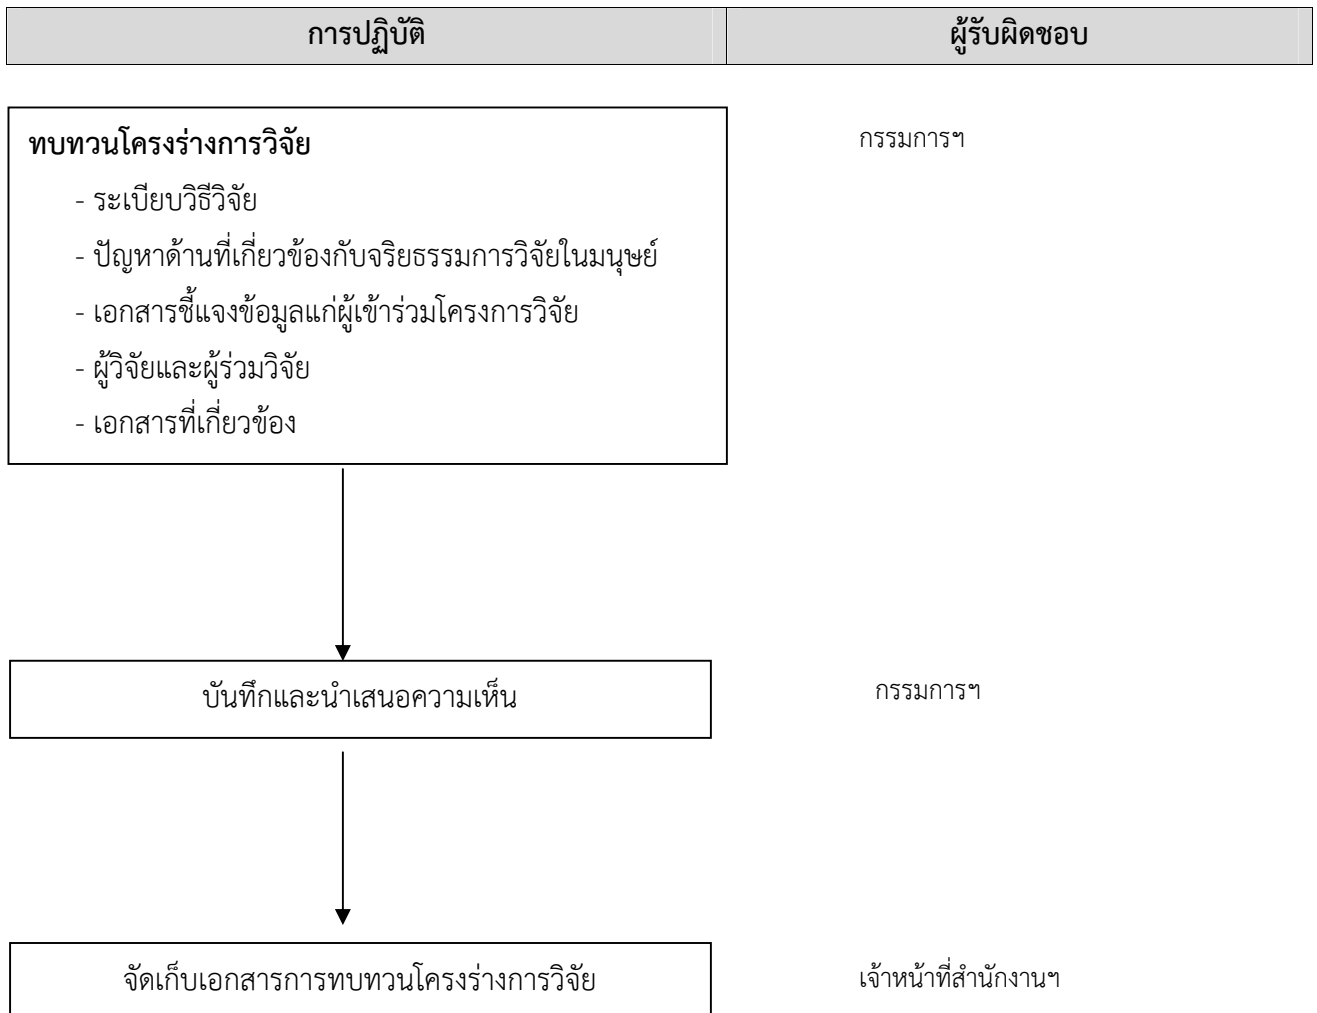 การปฏิบัติ ผู้รับผิดชอบ
ทบทวนโครงร่างการวิจัย กรรมการฯ
- ระเบียบวิธีวิจัย
- ปัญหาด้านที่เกี่ยวข้องกับจริยธรรมการวิจัยในมนุษย์
- เอกสารชี้แจงข้อมูลแก่ผู้เข้าร่วมโครงการวิจัย
- ผู้วิจัยและผู้ร่วมวิจัย
- เอกสารที่เกี่ยวข้อง
บันทึกและนำเสนอความเห็น กรรมการฯ
จัดเก็บเอกสารการทบทวนโครงร่างการวิจัย เจ้าหน้าที่สำนักงานฯ